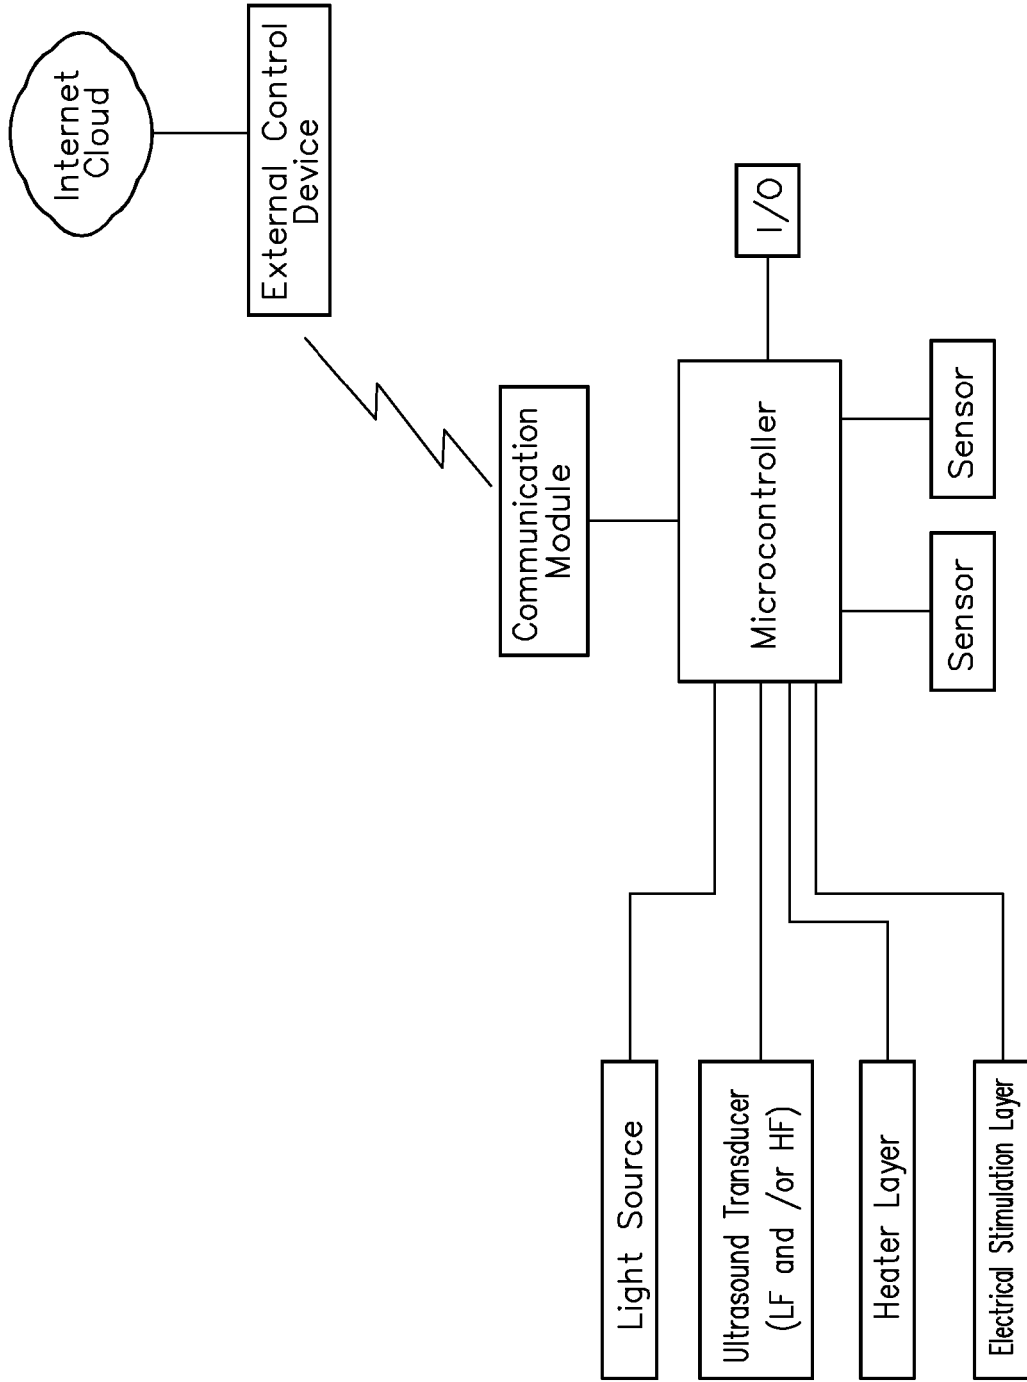 Internet
Cloud
External Control
Device
Communication
Module
I/O
Microcontroller
Sensor
Sensor
Light Source
Ultrasound Transducer
(LF and /or HF)
Heater Layer
Electrical Stimulation Layer